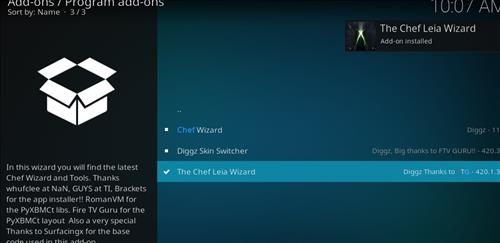 Add-ons / Program add-ons
Sort by: Name · 3 / 3
10:07 AM
The Chef Leia Wizard
Add-on installed
..
Chef Wizard
Diggz - 11
Diggz Skin Switcher
Diggz, Big thanks to FTV GURU!! - 420.3
The Chef Leia Wizard
Diggz Thanks to TG - 420.1.3
In this wizard you will find the latest
Chef Wizard and Tools. Thanks
whufclee at NaN, GUYS at TI, Brackets
for the app installer!! RomanVM for
the PyXBMCt libs. Fire TV Guru for the
PyXBMCt layout Also a very special
Thanks to Surfacingx for the base
code used in this add-on